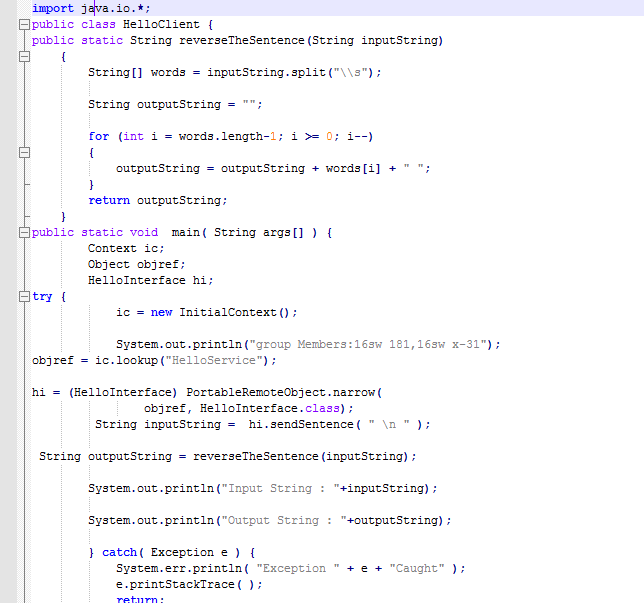 import java.io.*;
public class HelloClient {
public static String reverseTheSentence(String inputString)
{
String[] words = inputString.split("\\s");
String outputString = "";
for (int i = words.length-1; i >= 0; i--)
{
outputString = outputString + words[i] + " ";
}
return outputString;
}
public static void  main( String args[] ) {
Context ic;
Object objref;
HelloInterface hi;
try {
ic = new InitialContext();
System.out.println("group Members:16sw 181,16sw x-31");
objref = ic.lookup("HelloService");
hi = (HelloInterface) PortableRemoteObject.narrow(
objref, HelloInterface.class);
String inputString =  hi.sendSentence( " \n " );
String outputString = reverseTheSentence(inputString);
System.out.println("Input String : "+inputString);
System.out.println("Output String : "+outputString);
} catch( Exception e ) {
System.err.println( "Exception " + e + "Caught" );
e.printStackTrace( );
return;